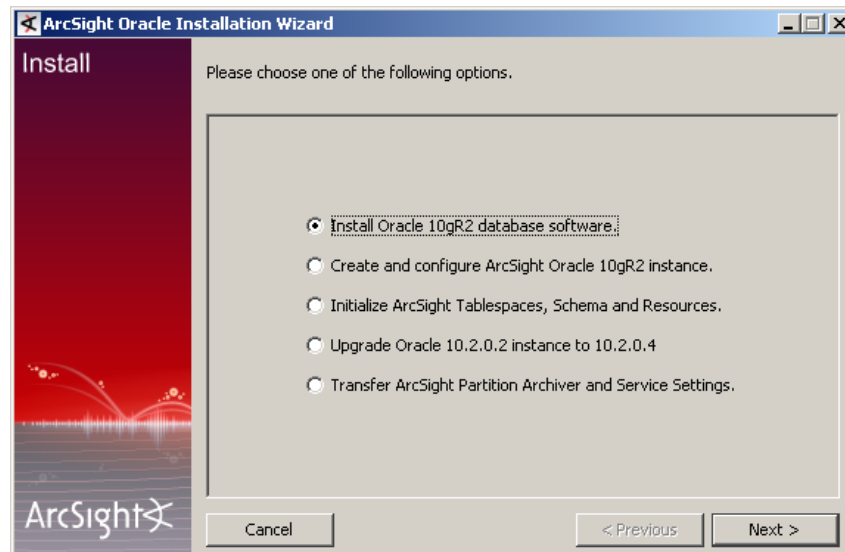 ArcSight Oracle Installation Wizard
Install
Please choose one of the following options.
Install Oracle 10gR2 database software.
Create and configure ArcSight Oracle 10gR2 instance.
Initialize ArcSight Tablespaces, Schema and Resources.
Upgrade Oracle 10.2.0.2 instance to 10.2.0.4
Transfer ArcSight Partition Archiver and Service Settings.
ArcSight
Cancel
< Previous
Next >